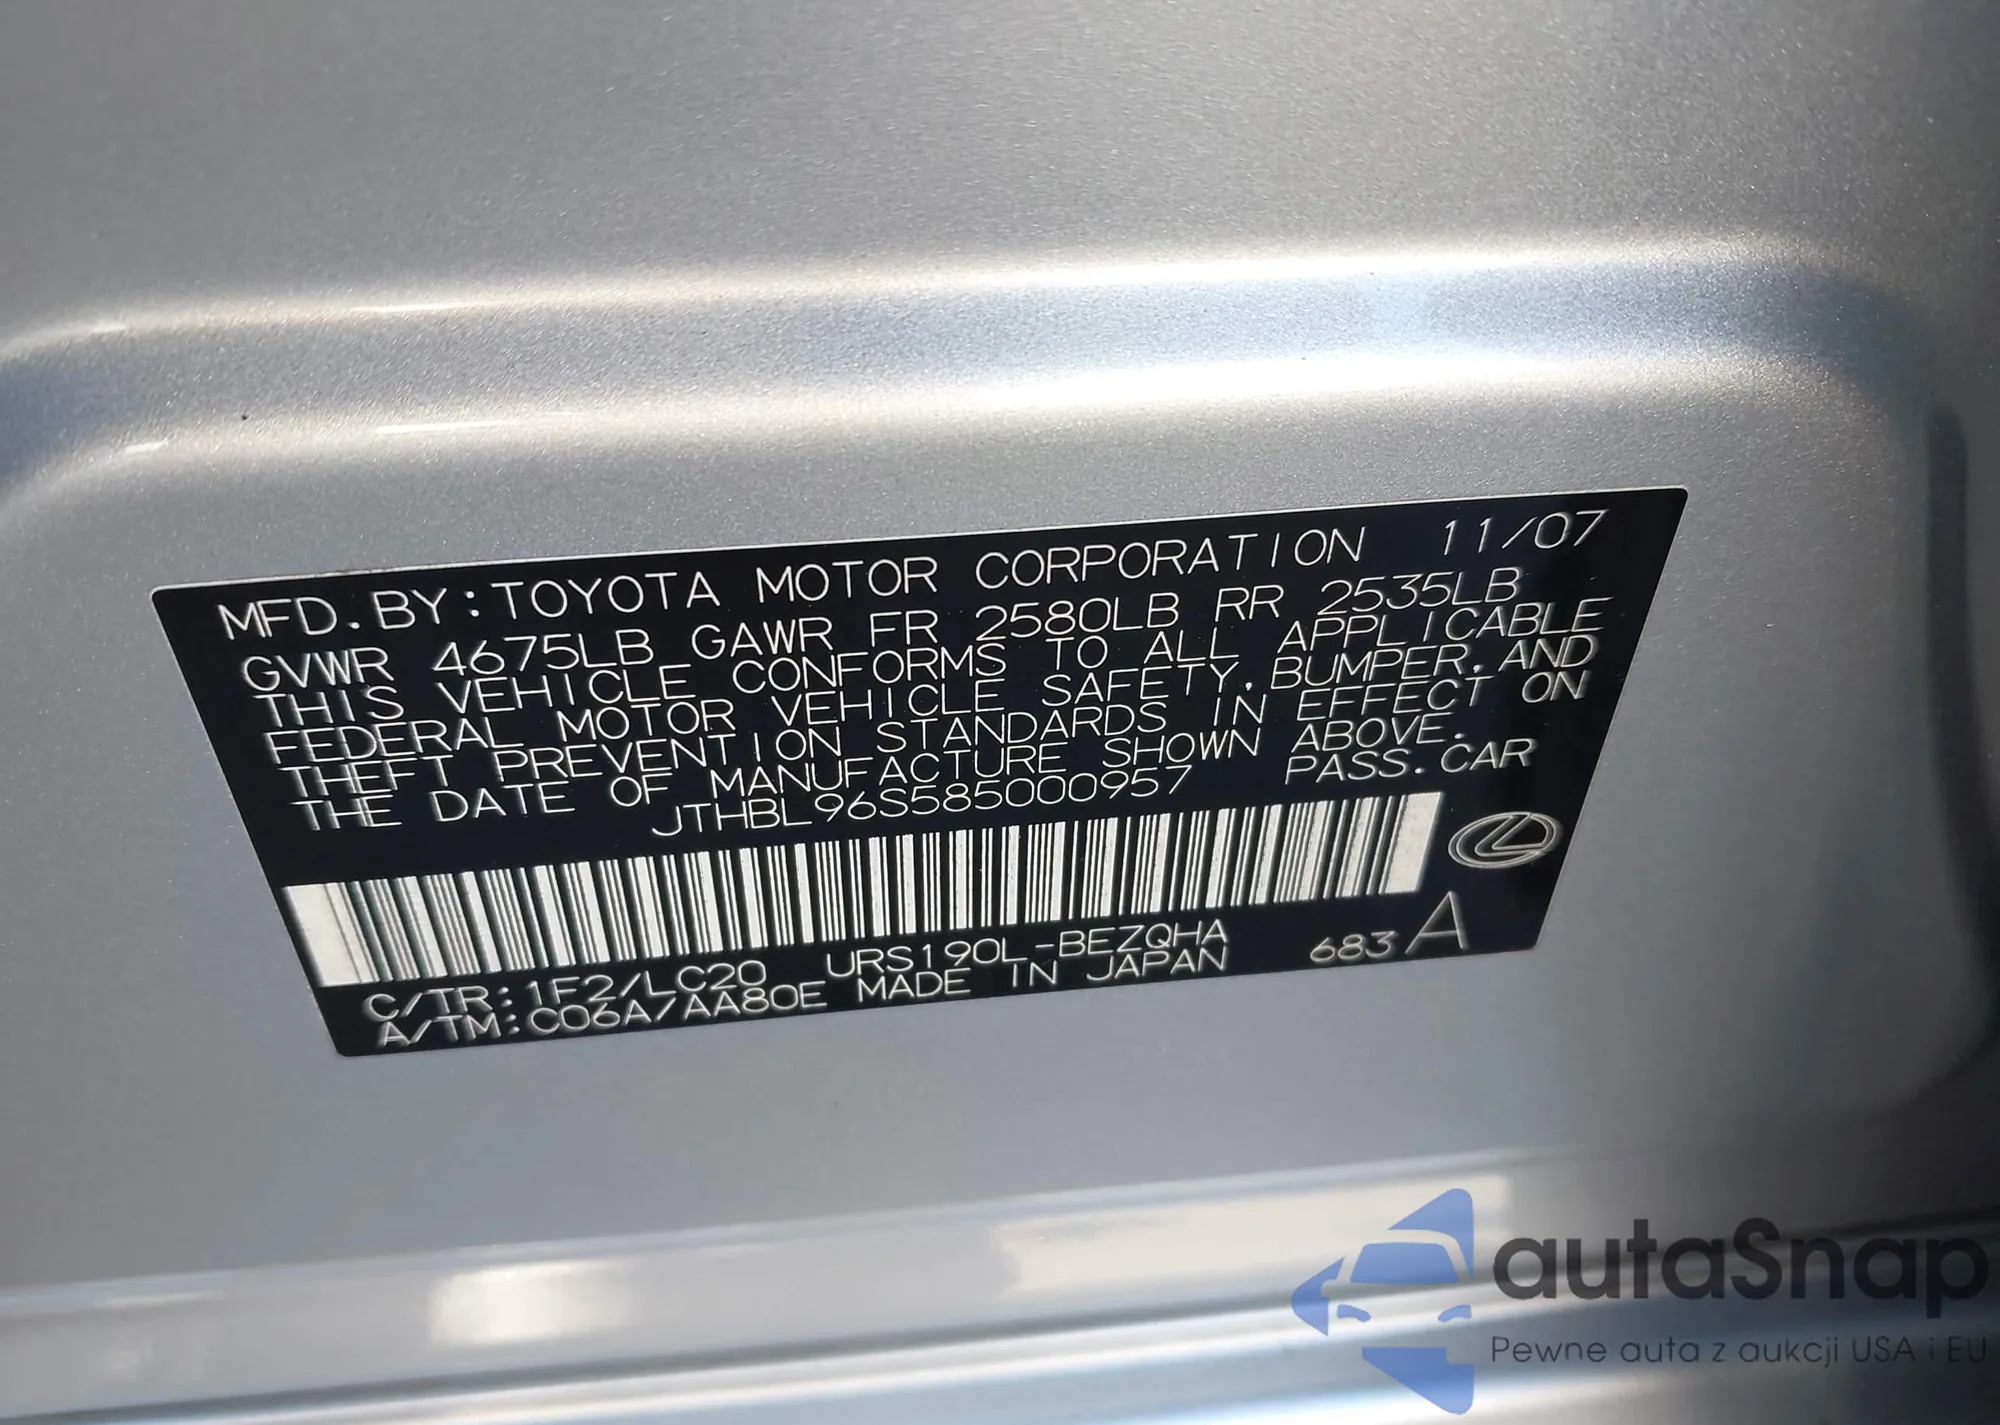 MFD. BY: TOYOTA MOTOR CORPORATION 11/07
GVWR 4675LB GAWR FR 2580LB RR 2535LB
THIS VEHICLE CONFORMS TO ALL APPLICABLE
FEDERAL MOTOR VEHICLE SAFETY, BUMPER, AND
THEFT PREVENTION STANDARDS IN EFFECT ON
THE DATE OF MANUFACTURE SHOWN ABOVE.
JTHBL96S585000957 PASS. CAR
C/TR: 1F2/LC20 URS190L-BEZQHA 683 A
A/TM: C06A/AA80E MADE IN JAPAN
autaSnap
Pewne auta z aukcji USA i EU